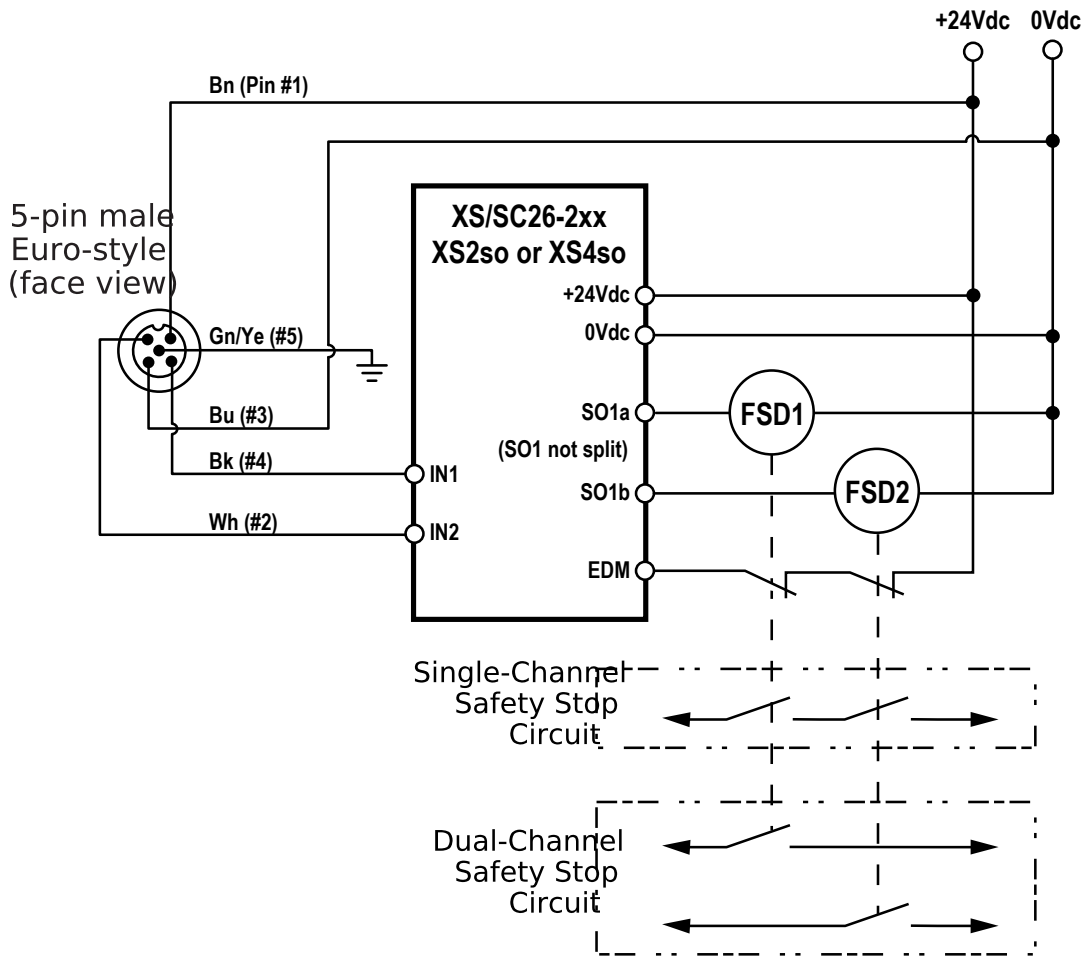 +24Vdc 0Vdc
Bn (Pin #1)
5-pin male
Euro-style
(face view)
XS/SC26-2xx
XS2so or XS4so
+24Vdc
0Vdc
Gn/Ye (#5)
SO1a
FSD1
Bu (#3)
(SO1 not split)
Bk (#4)
IN1
SO1b
FSD2
Wh (#2)
IN2
EDM
Single-Channel
Safety Stop
Circuit
Dual-Channel
Safety Stop
Circuit